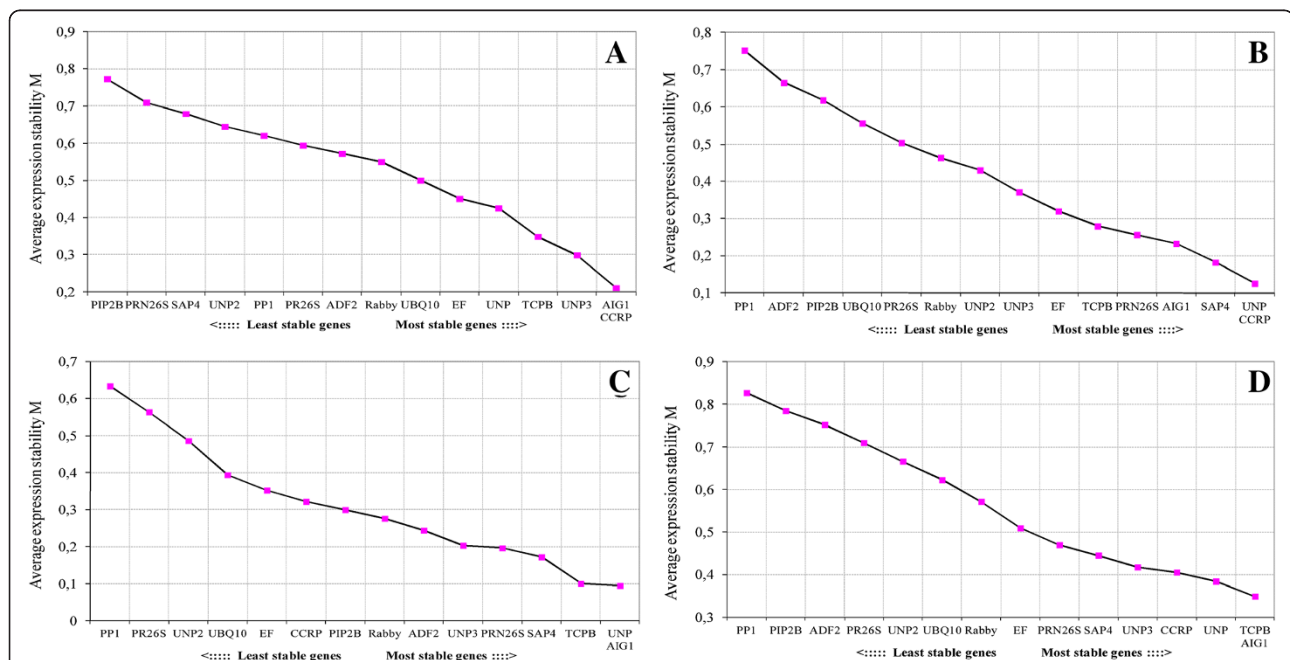 A
Average expression stability M
0,9
0,8
0,7
0,6
0,5
0,4
0,3
0,2
PIP2B PRN26S SAP4 UNP2 PP1 PR26S ADF2 Rabby UBQ10 EF UNP TCPB UNP3 AIG1
CCRP
<::::: Least stable genes Most stable genes ::::>
B
Average expression stability M
0,8
0,7
0,6
0,5
0,4
0,3
0,2
0,1
PP1 ADF2 PIP2B UBQ10 PR26S Rabby UNP2 UNP3 EF TCPB PRN26S AIG1 SAP4 UNP
CCRP
<::::: Least stable genes Most stable genes ::::>
C
Average expression stability M
0,7
0,6
0,5
0,4
0,3
0,2
0,1
0
PP1 PR26S UNP2 UBQ10 EF CCRP PIP2B Rabby ADF2 UNP3 PRN26S SAP4 TCPB UNP
AIG1
<::::: Least stable genes Most stable genes ::::>
D
Average expression stability M
0,9
0,8
0,7
0,6
0,5
0,4
0,3
PP1 PIP2B ADF2 PR26S UNP2 UBQ10 Rabby EF PRN26S SAP4 UNP3 CCRP UNP TCPB
AIG1
<::::: Least stable genes Most stable genes ::::>